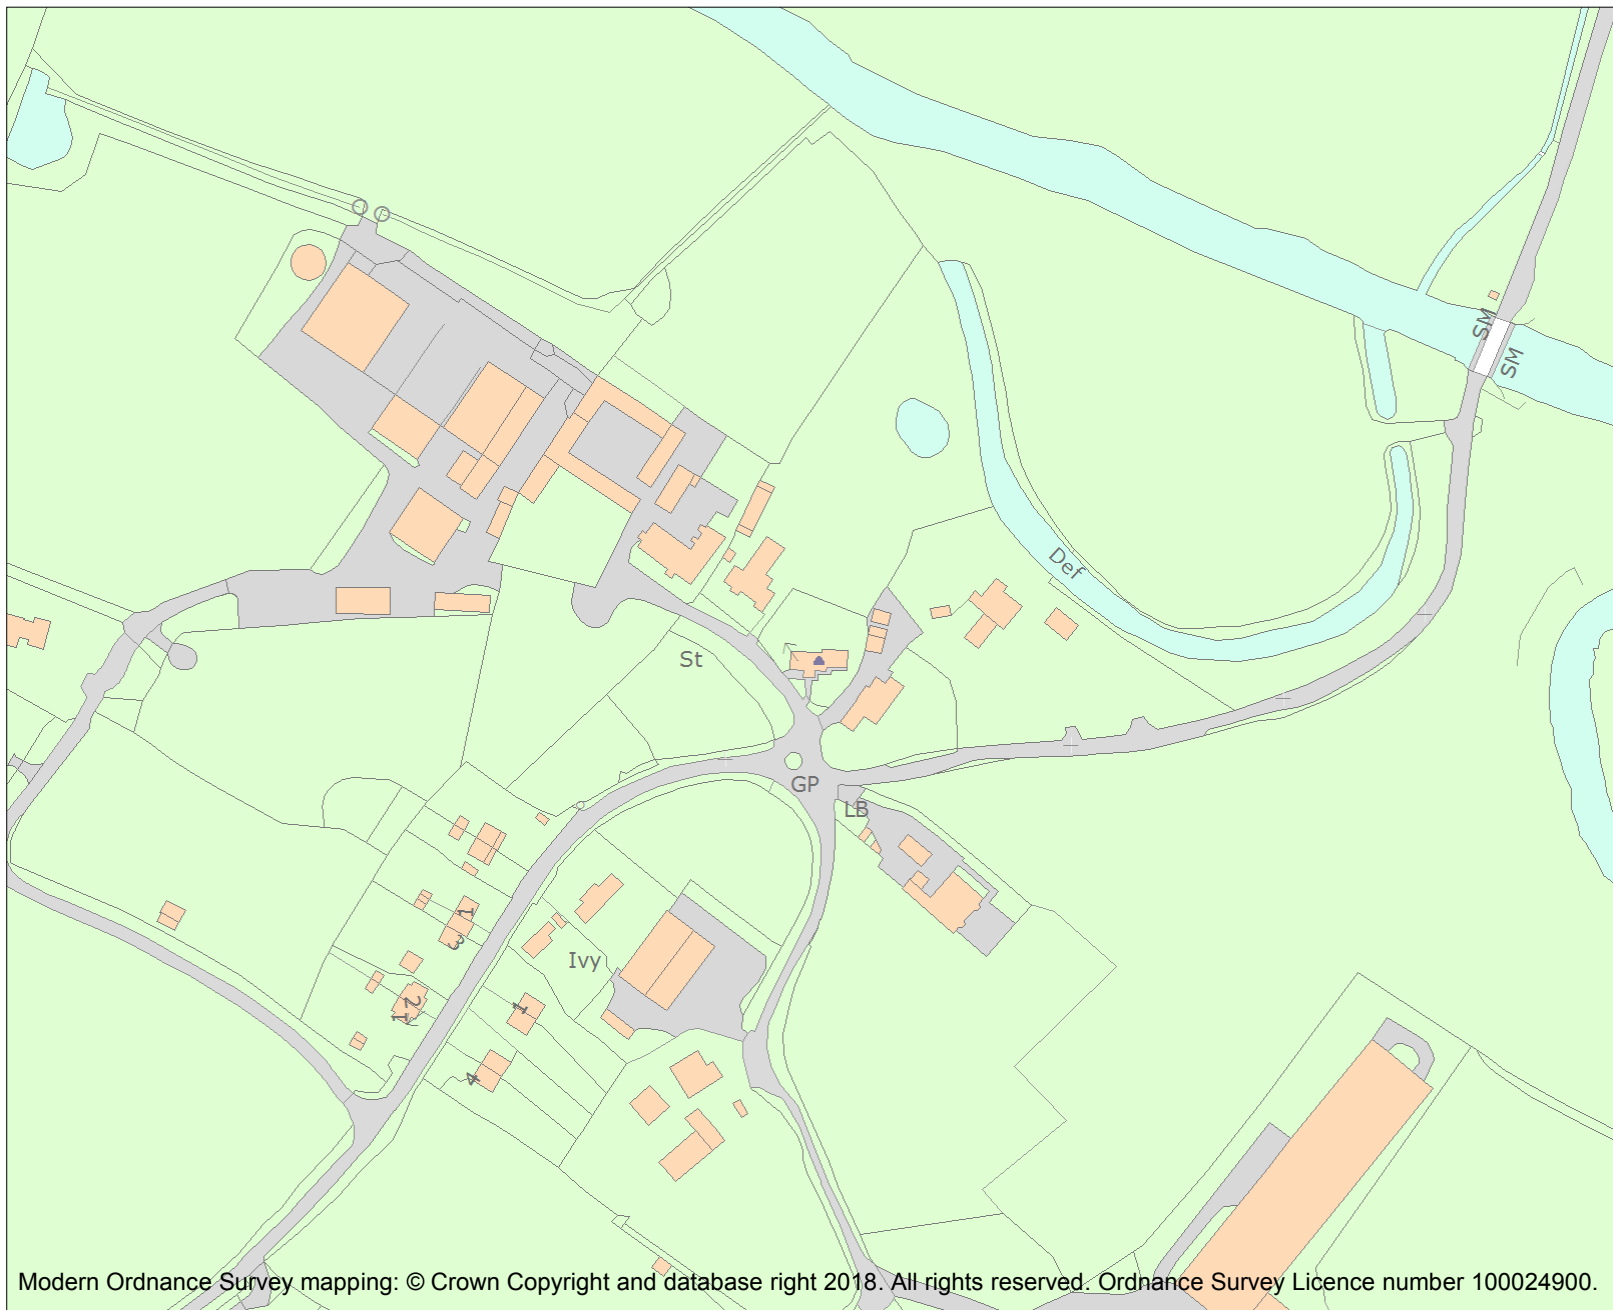 SM
SM
Def
St
GP
LB
1
3
Ivy
2
1
1
4
Modern Ordnance Survey mapping: © Crown Copyright and database right 2018. All rights reserved. Ordnance Survey Licence number 100024900.